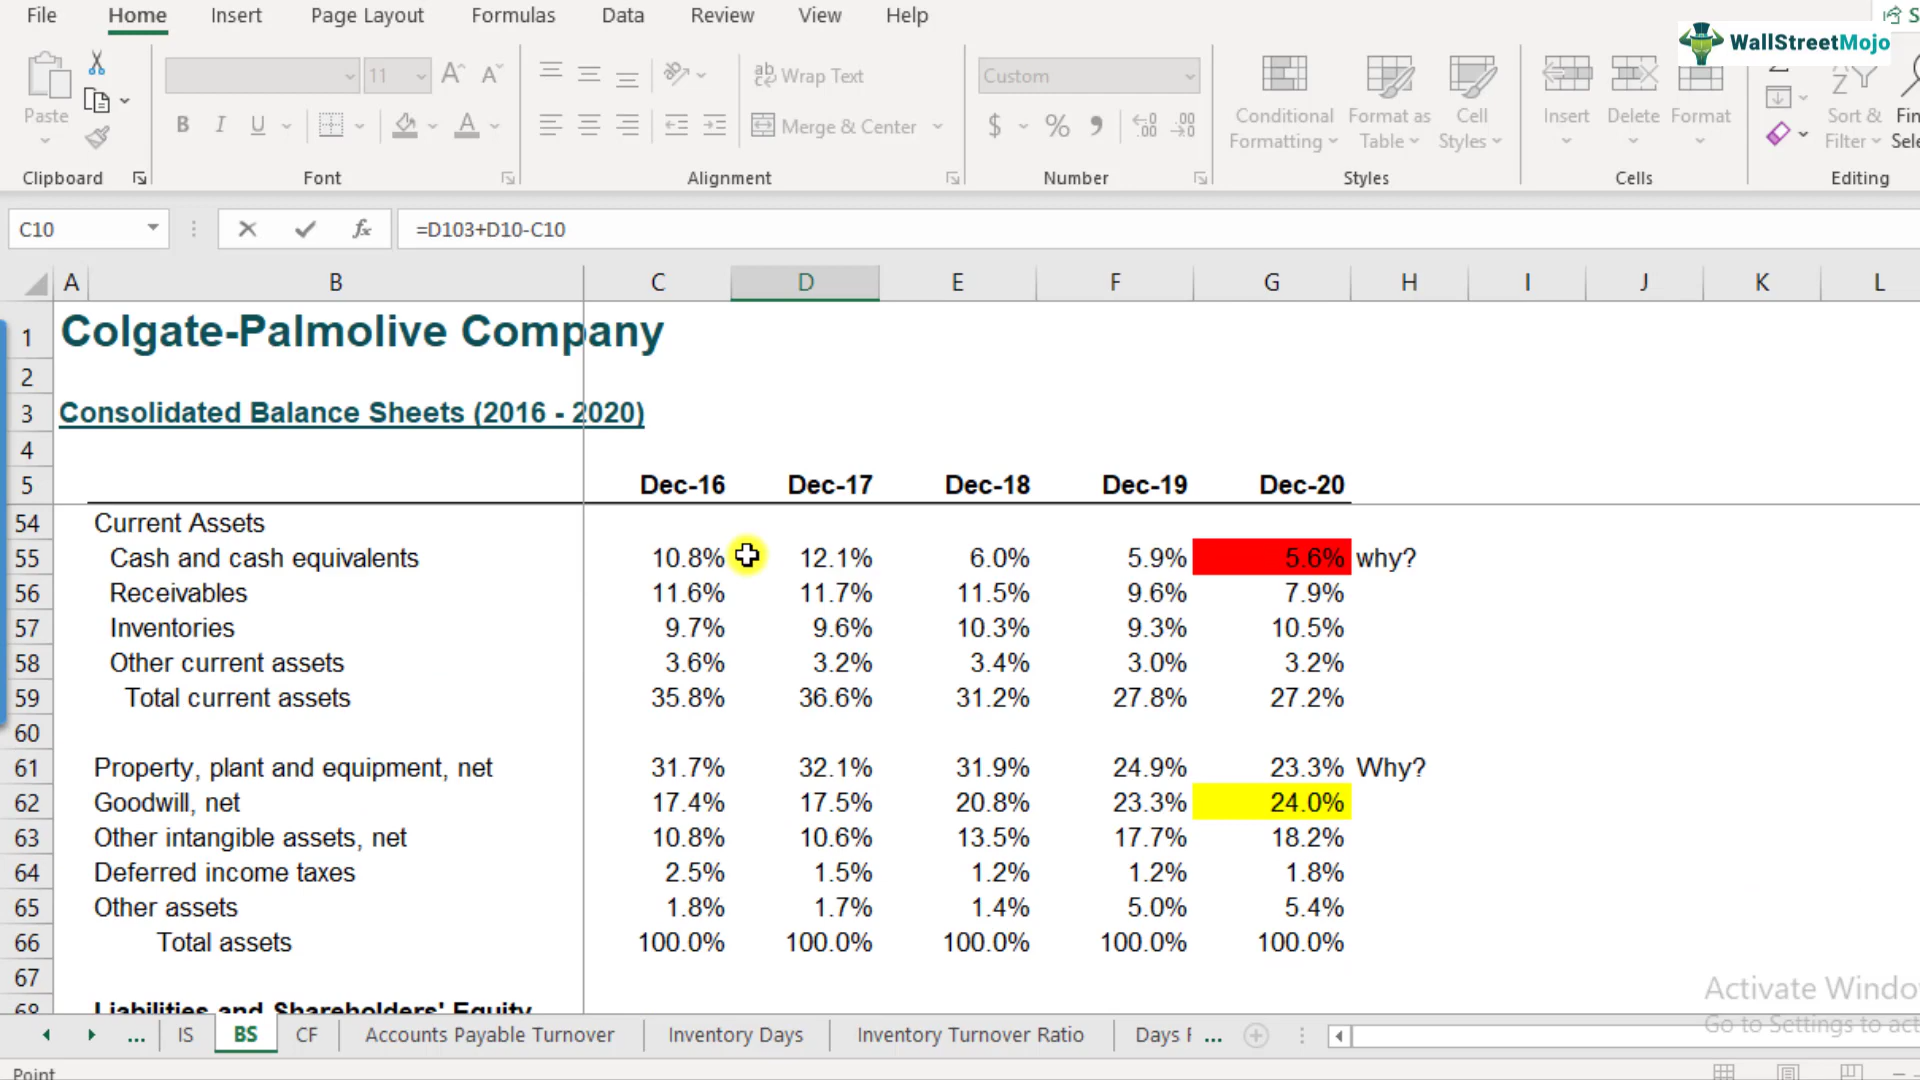 File Home Insert Page Layout Formulas Data Review View Help S
WallStreetMojo
11
Wrap Text
Custom
Paste
B I U
Merge & Center
$ % 9
Conditional Formatting
Format as Table
Cell Styles
Insert Delete Format
Sort & Filter
Clipboard Font Alignment Number Styles Cells Editing
C10 fx =D103+D10-C10
A B C D E F G H I J K L
1 Colgate-Palmolive Company
2
3 Consolidated Balance Sheets (2016 - 2020)
4
5 Dec-16 Dec-17 Dec-18 Dec-19 Dec-20
54 Current Assets
55 Cash and cash equivalents 10.8% 12.1% 6.0% 5.9% 5.6% why?
56 Receivables 11.6% 11.7% 11.5% 9.6% 7.9%
57 Inventories 9.7% 9.6% 10.3% 9.3% 10.5%
58 Other current assets 3.6% 3.2% 3.4% 3.0% 3.2%
59 Total current assets 35.8% 36.6% 31.2% 27.8% 27.2%
60
61 Property, plant and equipment, net 31.7% 32.1% 31.9% 24.9% 23.3% Why?
62 Goodwill, net 17.4% 17.5% 20.8% 23.3% 24.0%
63 Other intangible assets, net 10.8% 10.6% 13.5% 17.7% 18.2%
64 Deferred income taxes 2.5% 1.5% 1.2% 1.2% 1.8%
65 Other assets 1.8% 1.7% 1.4% 5.0% 5.4%
66 Total assets 100.0% 100.0% 100.0% 100.0% 100.0%
67
68 Liabilities and Shareholders' Equity
Activate Windo
Go to Settings to act
... IS BS CF Accounts Payable Turnover Inventory Days Inventory Turnover Ratio Days ...
Point